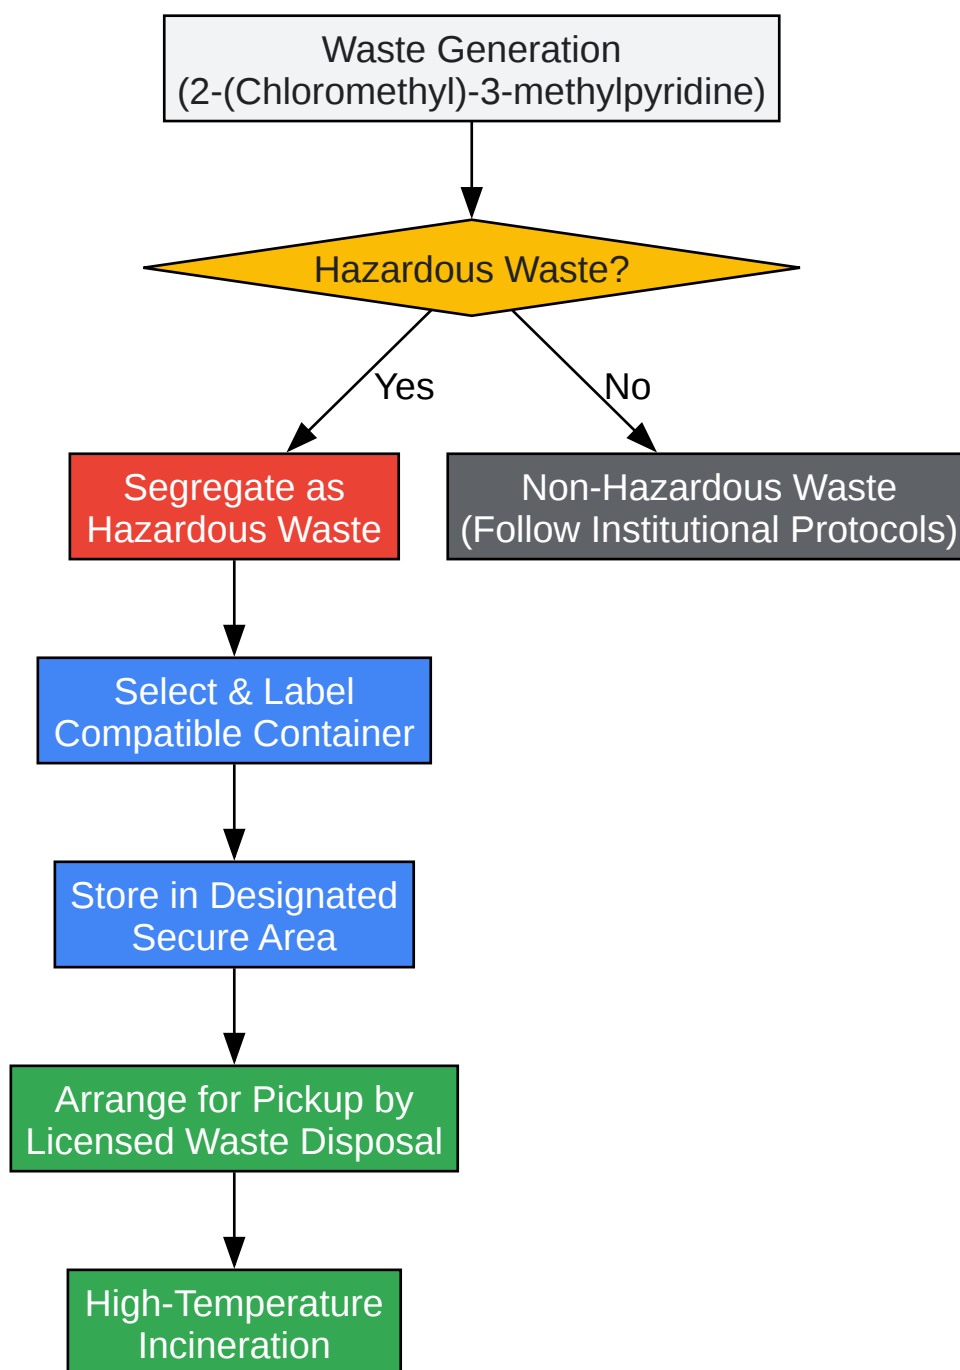 Waste Generation
(2-(Chloromethyl)-3-methylpyridine)
Hazardous Waste?
Yes
No
Segregate as
Hazardous Waste
Non-Hazardous Waste
(Follow Institutional Protocols)
Select & Label
Compatible Container
Store in Designated
Secure Area
Arrange for Pickup by
Licensed Waste Disposal
High-Temperature
Incineration